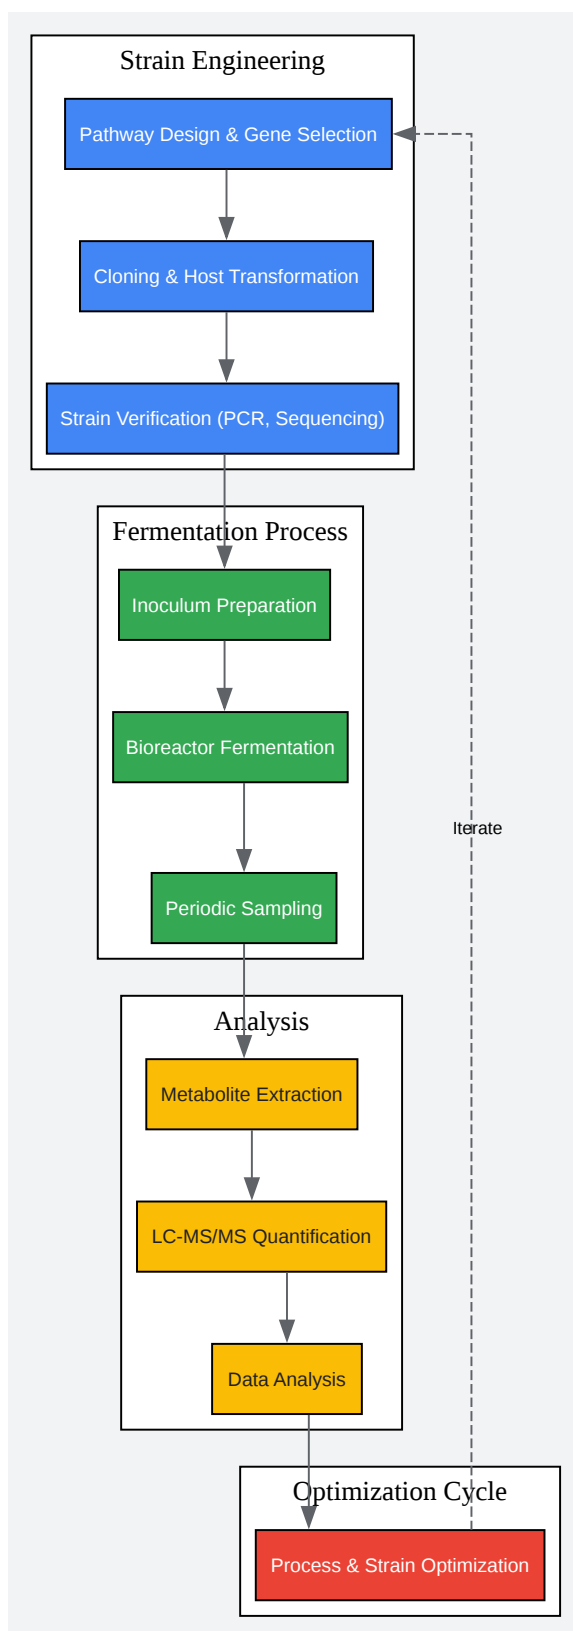 Strain Engineering
Pathway Design & Gene Selection
Cloning & Host Transformation
Strain Verification (PCR, Sequencing)
Fermentation Process
Inoculum Preparation
Bioreactor Fermentation
Iterate
Periodic Sampling
Analysis
Metabolite Extraction
LC-MS/MS Quantification
Data Analysis
Optimization Cycle
Process & Strain Optimization